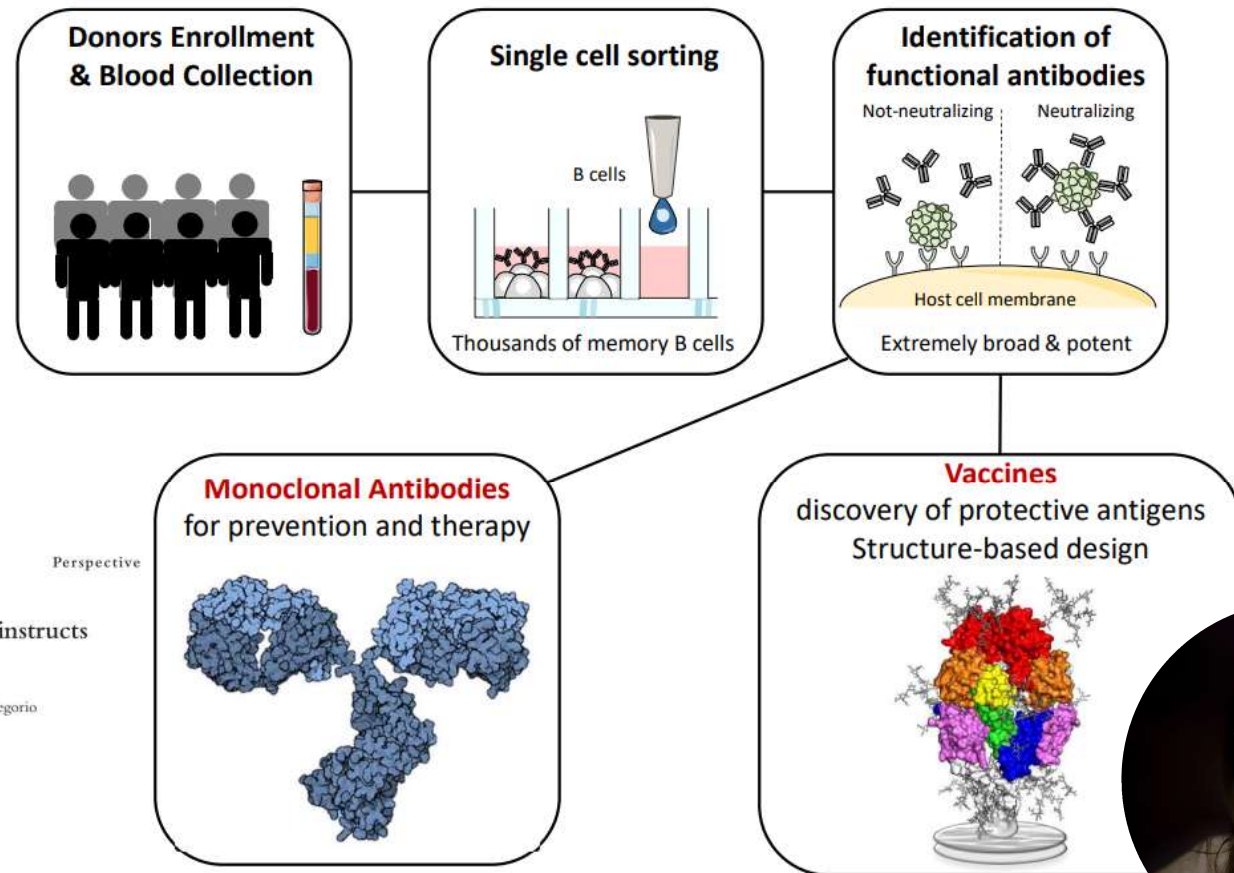 Donors Enrollment
& Blood Collection
Single cell sorting
B cells
Thousands of memory B cells
Identification of
functional antibodies
Not-neutralizing
Neutralizing
Host cell membrane
Extremely broad & potent
Perspective
instructs
egorio
Monoclonal Antibodies
for prevention and therapy
Vaccines
discovery of protective antigens
Structure-based design